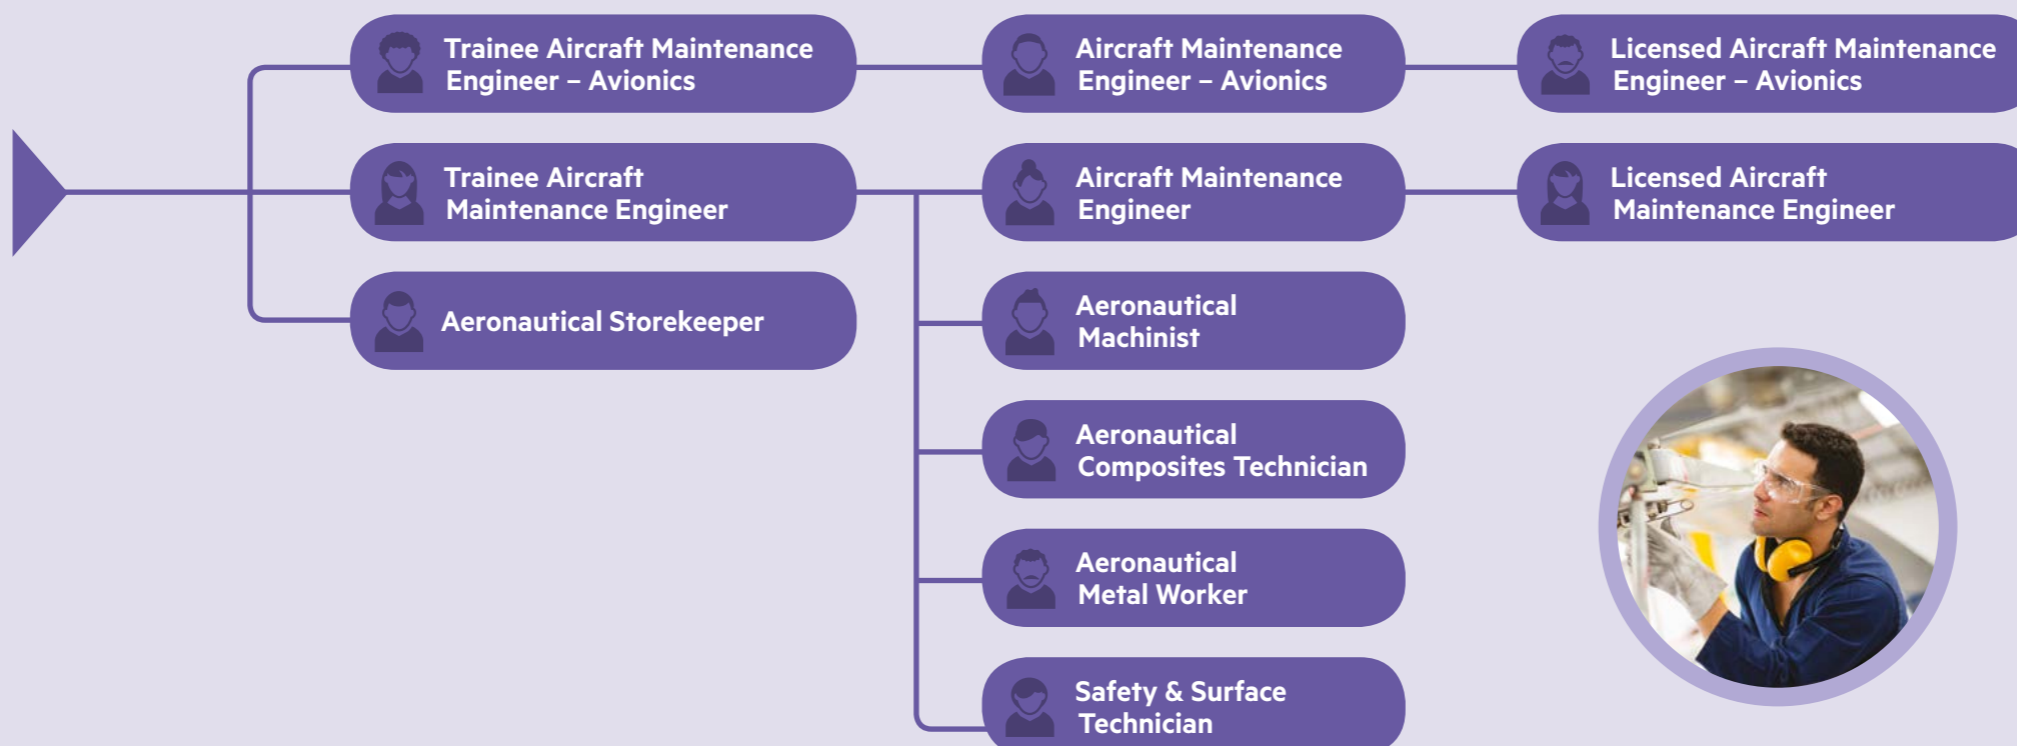 Trainee Aircraft Maintenance
Engineer – Avionics
Aircraft Maintenance
Engineer – Avionics
Licensed Aircraft Maintenance
Engineer – Avionics
Trainee Aircraft
Maintenance Engineer
Aircraft Maintenance
Engineer
Licensed Aircraft
Maintenance Engineer
Aeronautical Storekeeper
Aeronautical
Machinist
Aeronautical
Composites Technician
Aeronautical
Metal Worker
Safety & Surface
Technician